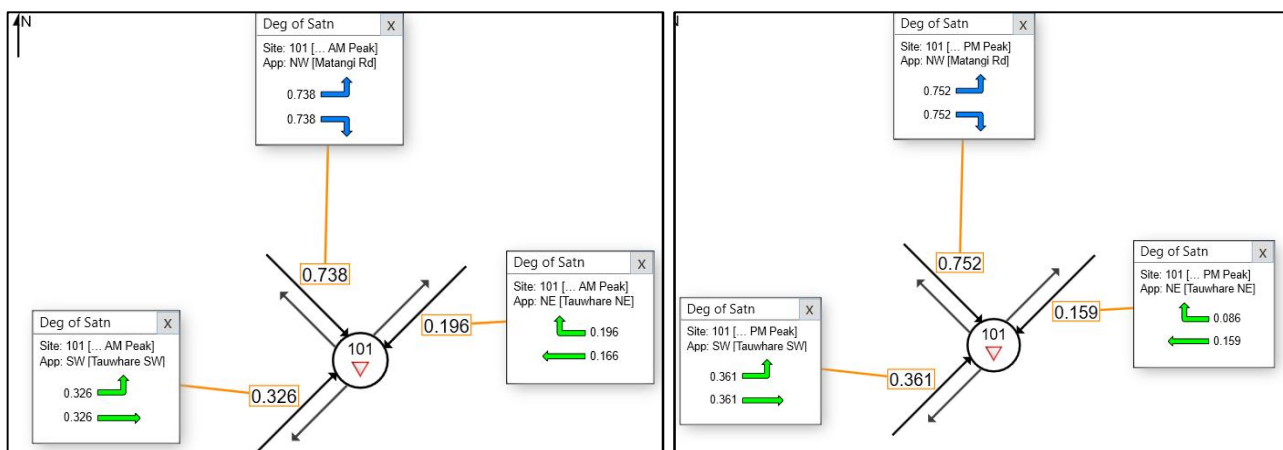 N
Deg of Satn X
Site: 101 [... AM Peak]
App: NW [Matangi Rd]
0.738
0.738
0.738
Deg of Satn X
Site: 101 [... AM Peak]
App: NE [Tauwhare NE]
0.196
0.166
0.196
Deg of Satn X
Site: 101 [... AM Peak]
App: SW [Tauwhare SW]
0.326
0.326
0.326
101
N
Deg of Satn X
Site: 101 [... PM Peak]
App: NW [Matangi Rd]
0.752
0.752
0.752
Deg of Satn X
Site: 101 [... PM Peak]
App: NE [Tauwhare NE]
0.086
0.159
0.159
Deg of Satn X
Site: 101 [... PM Peak]
App: SW [Tauwhare SW]
0.361
0.361
0.361
101